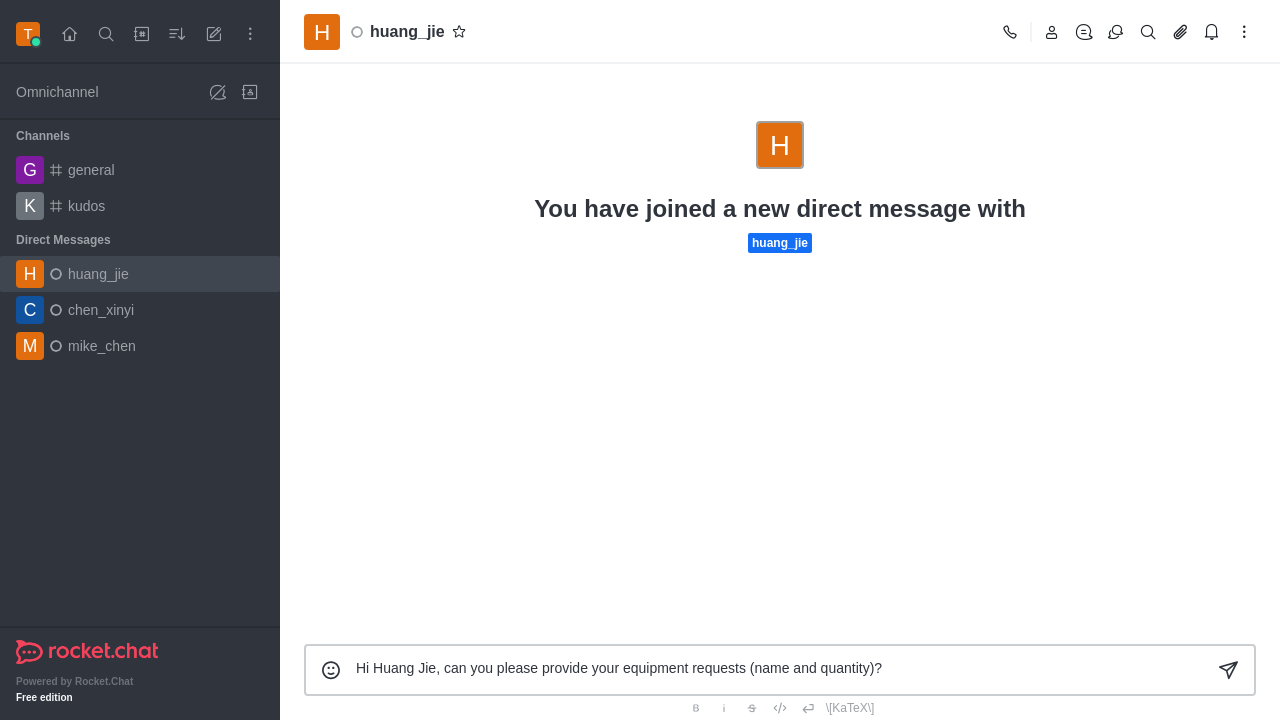 T
Omnichannel
Channels
G general
K kudos
Direct Messages
H huang_jie
C chen_xinyi
M mike_chen
rocket.chat
Powered by Rocket.Chat
Free edition
H huang_jie
H
You have joined a new direct message with
huang_jie
Hi Huang Jie, can you please provide your equipment requests (name and quantity)?
B i S \[KaTeX\]